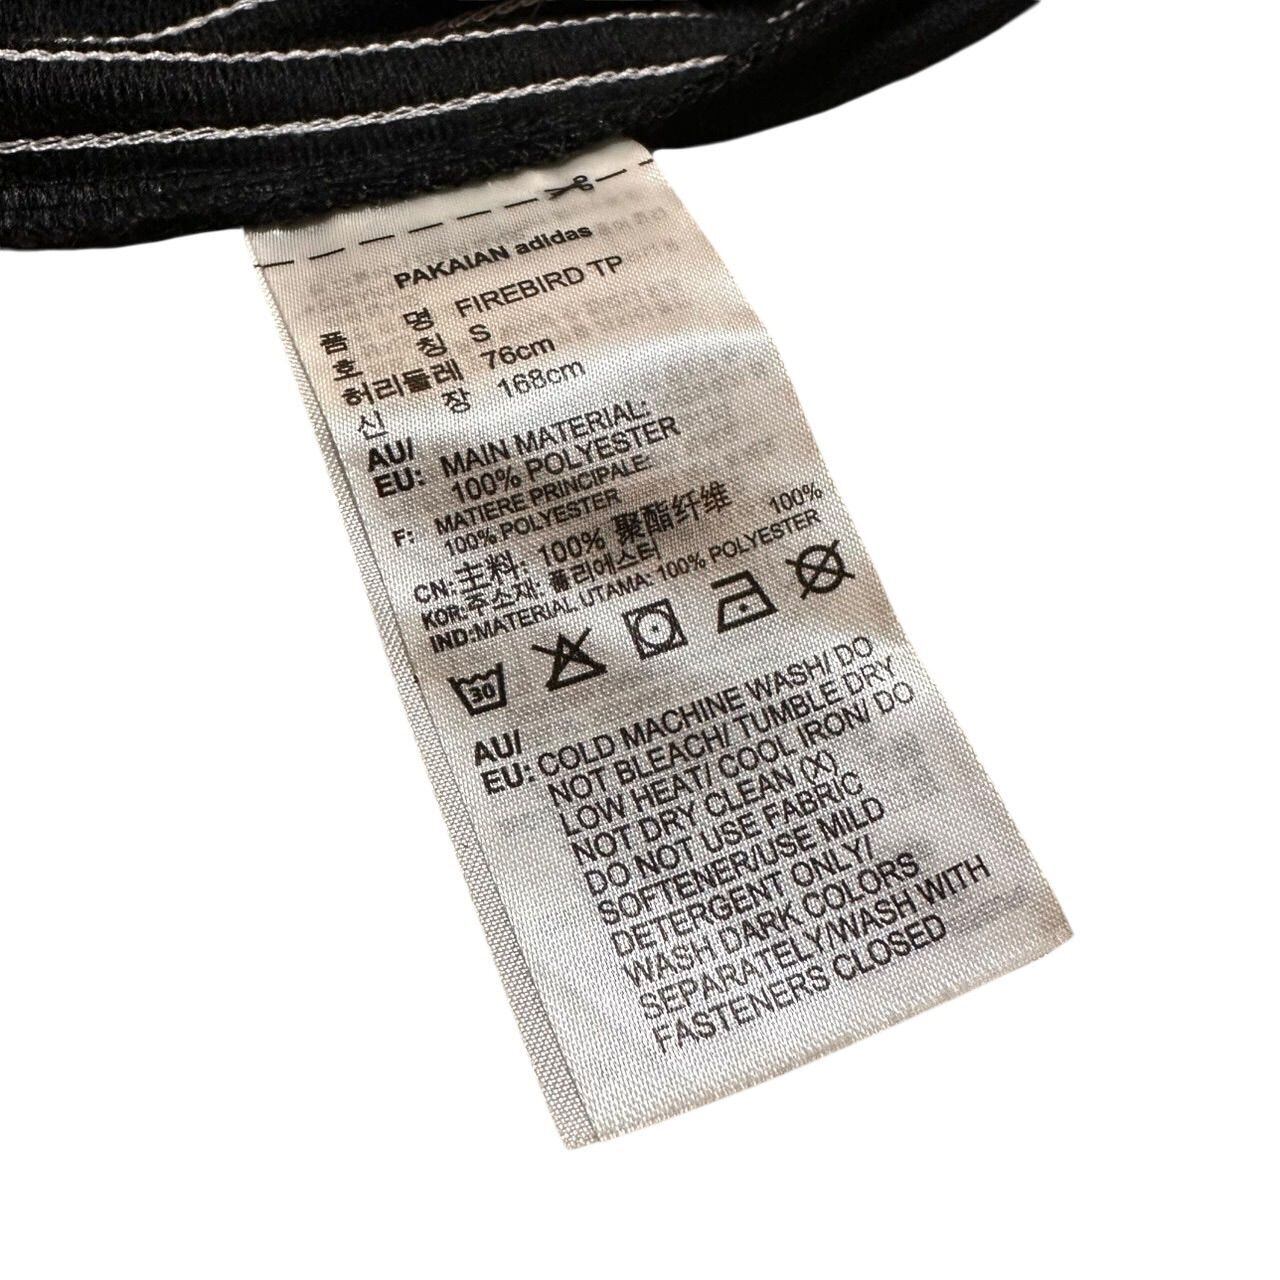 PAKAIAN adidas
품 명 FIREBIRD TP
호 칭 S
허리둘레 76cm
신 장 168cm
AU/
EU: MAIN MATERIAL:
100% POLYESTER
F: MATIERE PRINCIPALE:
100% POLYESTER
CN: 主料: 100% 聚酯纤维
KOR:주소재: 폴리에스터 100%
IND:MATERIAL UTAMA: 100% POLYESTER
30
AU/
EU: COLD MACHINE WASH/ DO
NOT BLEACH/ TUMBLE DRY
LOW HEAT/ COOL IRON/ DO
NOT DRY CLEAN (X)
DO NOT USE FABRIC
SOFTENER/USE MILD
DETERGENT ONLY/
WASH DARK COLORS
SEPARATELY/WASH WITH
FASTENERS CLOSED